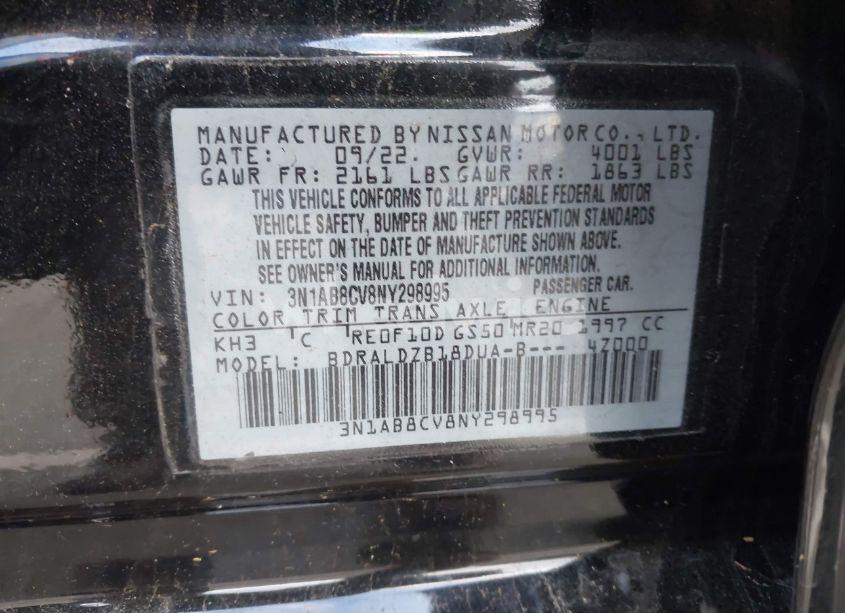 MANUFACTURED BY NISSAN MOTOR CO., LTD.
DATE: 09/22. GVWR: 4001 LBS
GAWR FR: 2161 LBS GAWR RR: 1863 LBS
THIS VEHICLE CONFORMS TO ALL APPLICABLE FEDERAL MOTOR
VEHICLE SAFETY, BUMPER AND THEFT PREVENTION STANDARDS
IN EFFECT ON THE DATE OF MANUFACTURE SHOWN ABOVE.
SEE OWNER'S MANUAL FOR ADDITIONAL INFORMATION.
VIN: 3N1AB8CV8NY298995 PASSENGER CAR.
COLOR TRIM TRANS AXLE ENGINE
KH3 C RE0F10D GS50 MR20 1997 CC
MODEL: BDRALDZB18DUA-B--- 4Z000
3N1AB8CV8NY298995